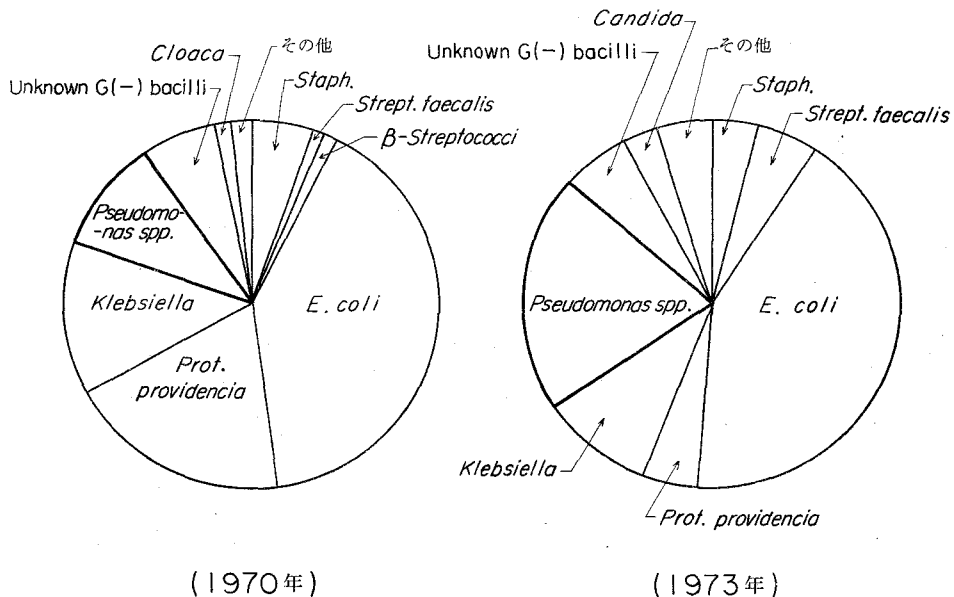 Cloaca
その他
Unknown G(-) bacilli
Staph.
Strept. faecalis
β-Streptococci
Pseudomo-
-nas spp.
Klebsiella
E. coli
Prot.
providencia
(1970年)
Candida
Unknown G(-) bacilli
その他
Staph.
Strept. faecalis
Pseudomonas spp.
E. coli
Klebsiella
Prot. providencia
(1973年)